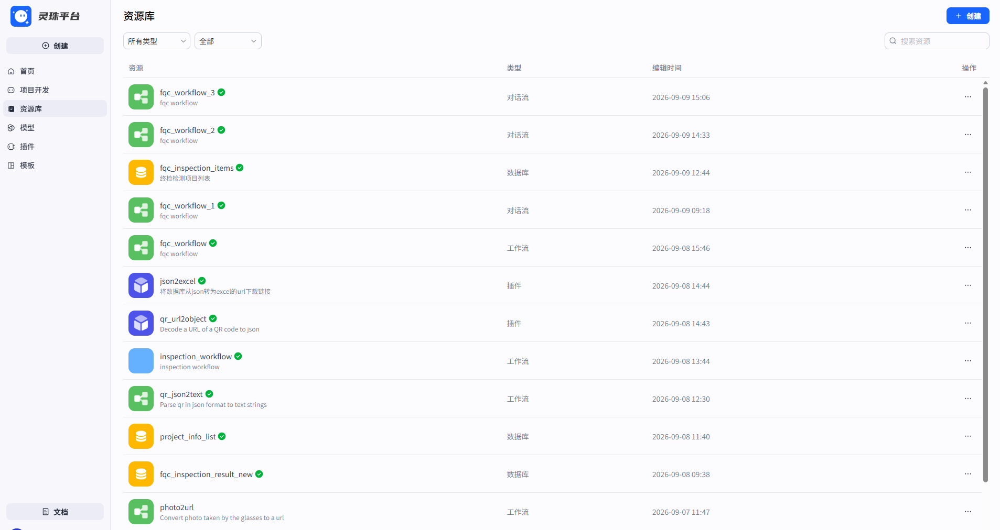 灵珠平台
创建
首页
项目开发
资源库
模型
插件
模板
文档
资源库
创建
所有类型
全部
搜索资源
资源 类型 编辑时间 操作
fqc_workflow_3
fqc workflow
对话流 2026-09-09 15:06
fqc_workflow_2
fqc workflow
对话流 2026-09-09 14:33
fqc_inspection_items
终检检测项目列表
数据库 2026-09-09 12:44
fqc_workflow_1
fqc workflow
对话流 2026-09-09 09:18
fqc_workflow
fqc workflow
工作流 2026-09-08 15:46
json2excel
将数据库从json转为excel的url下载链接
插件 2026-09-08 14:44
qr_url2object
Decode a URL of a QR code to json
插件 2026-09-08 14:43
inspection_workflow
inspection workflow
工作流 2026-09-08 13:44
qr_json2text
Parse qr in json format to text strings
工作流 2026-09-08 12:30
project_info_list
数据库 2026-09-08 11:40
fqc_inspection_result_new
数据库 2026-09-08 09:38
photo2url
Convert photo taken by the glasses to a url
工作流 2026-09-07 11:47